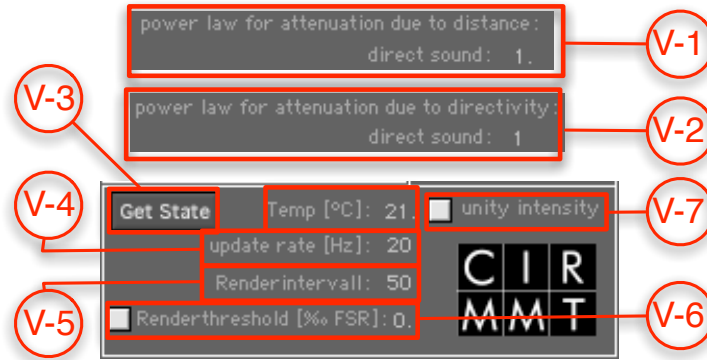 power law for attenuation due to distance:
direct sound: 1.
V-1
power law for attenuation due to directivity:
direct sound: 1
V-2
V-3
V-4
Get State
Temp [°C]: 21.
unity intensity
V-7
update rate [Hz]: 20
Renderintervall: 50
V-5
Renderthreshold [‰ FSR]: 0.
V-6
C I R
M M T